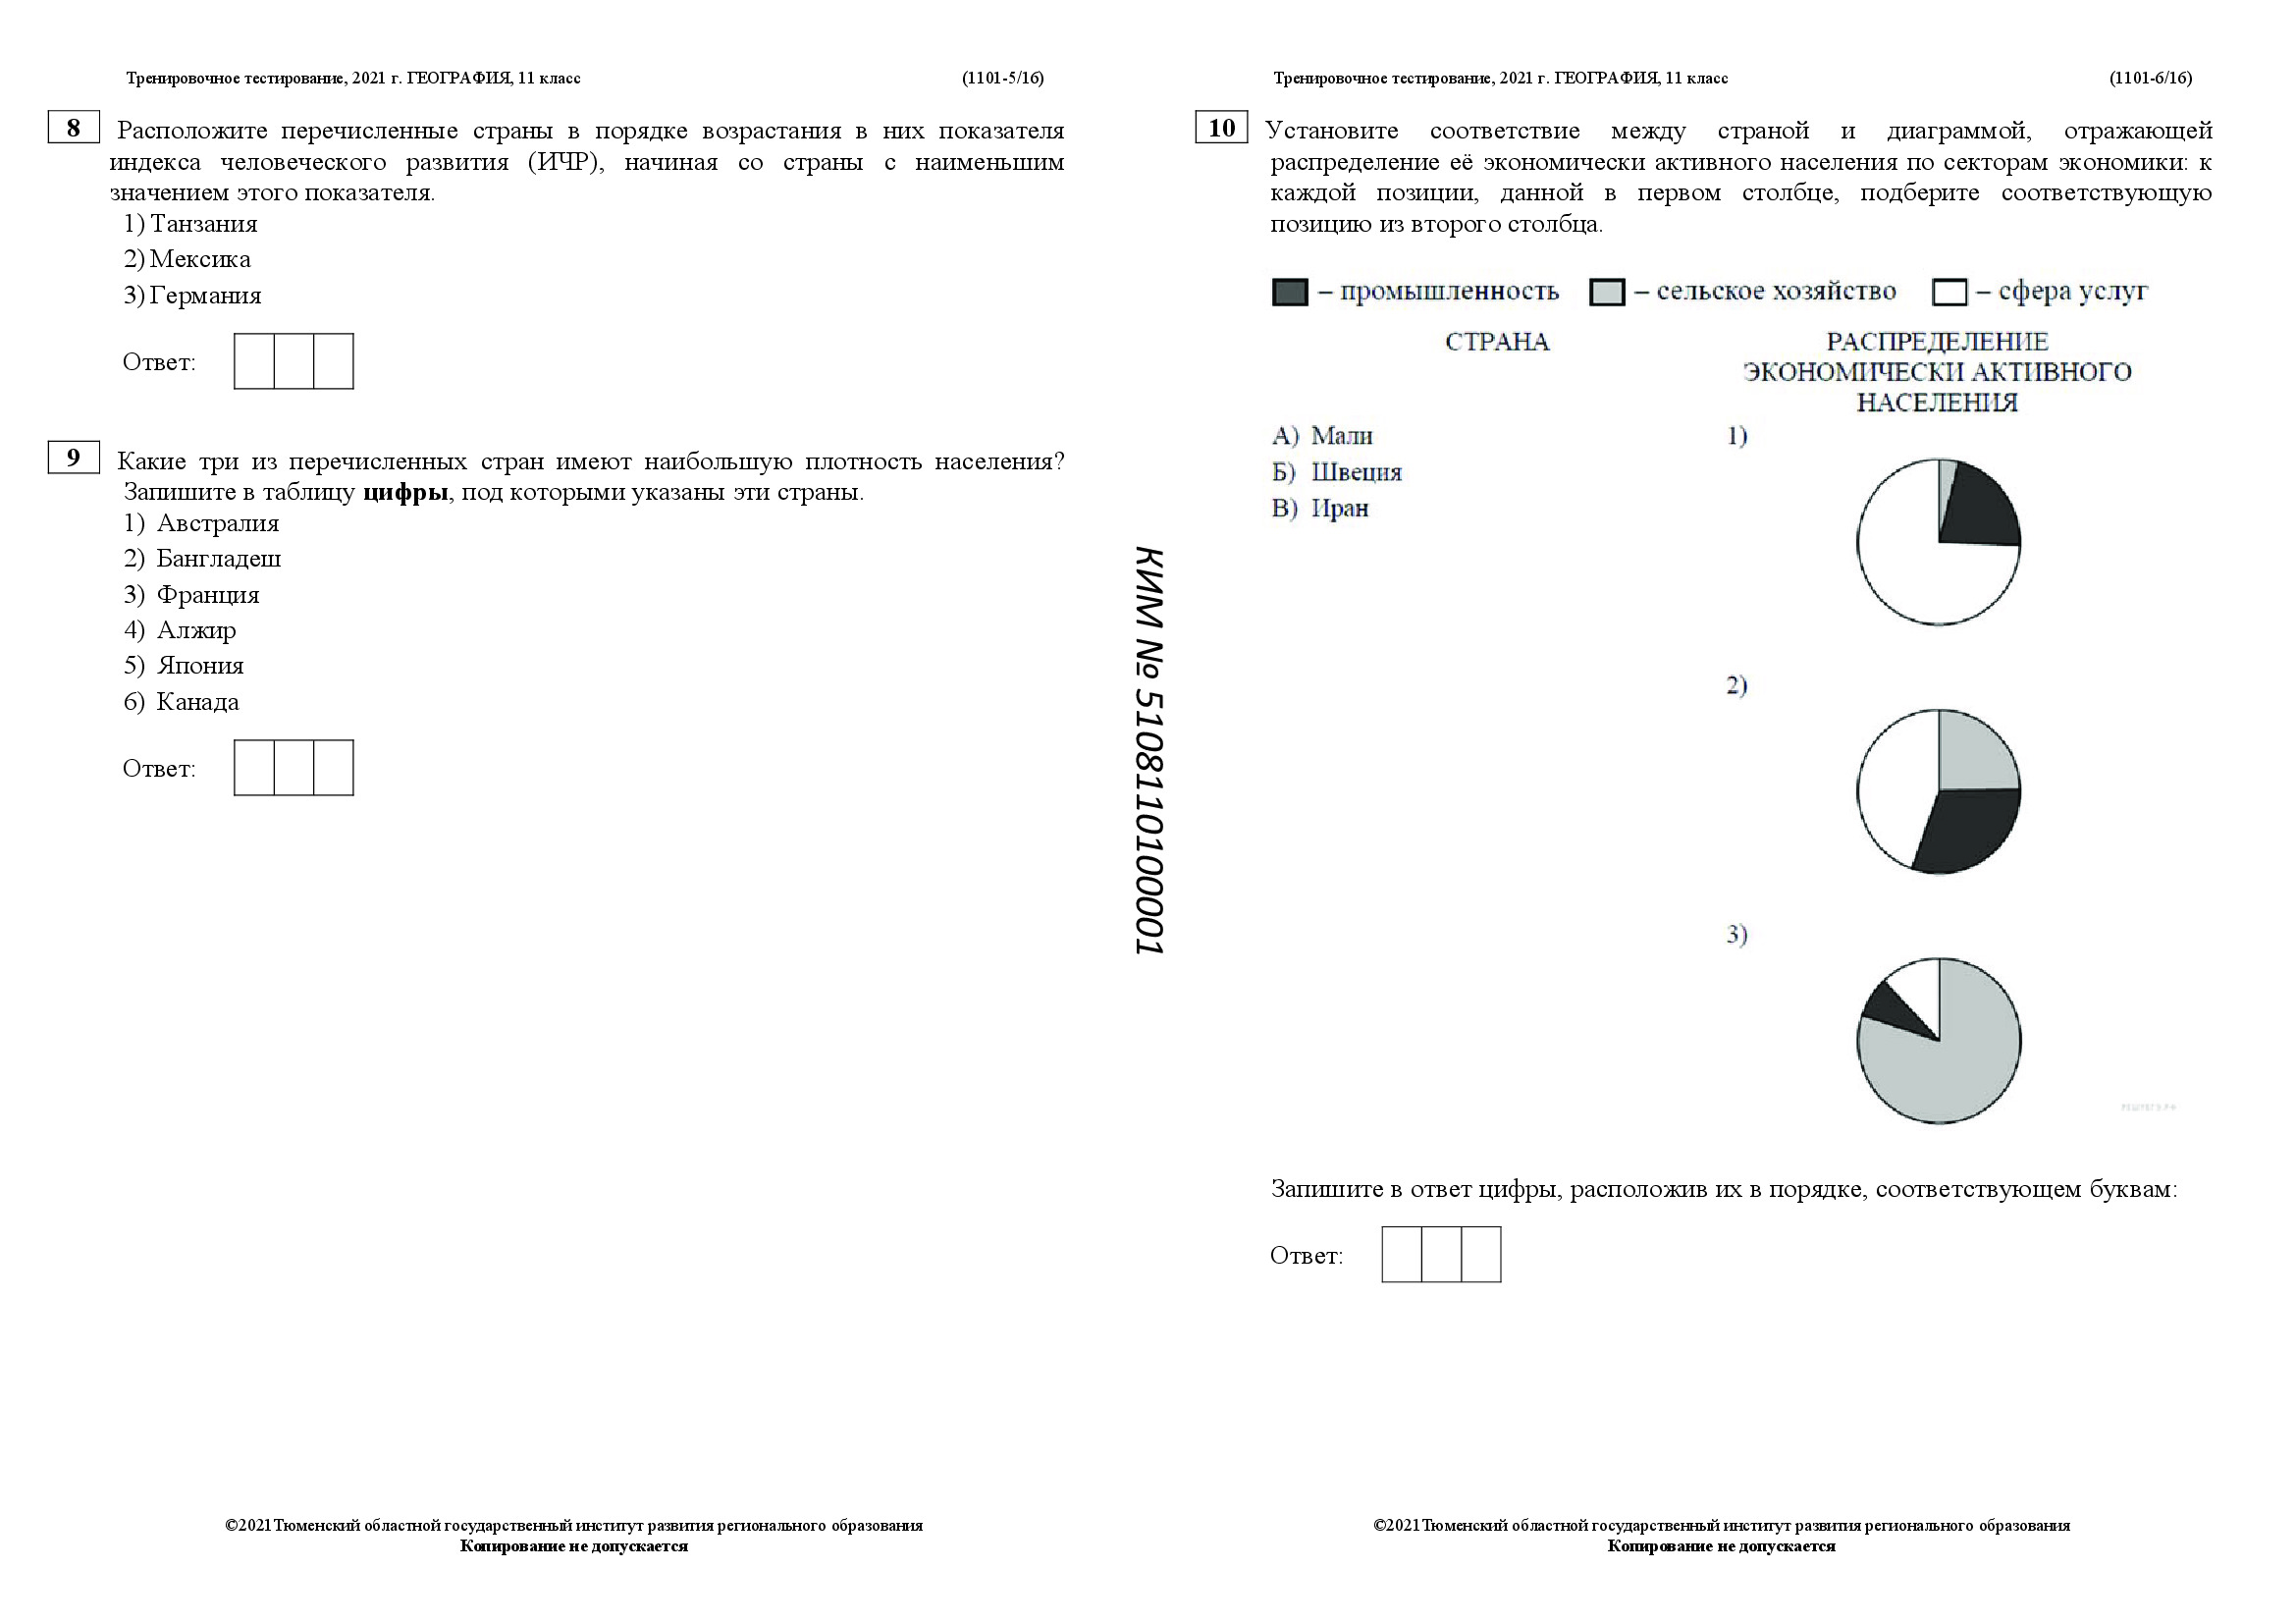 Тренировочное тестирование, 2021 г. ГЕОГРАФИЯ, 11 класс (1101-5/16)
8 Расположите перечисленные страны в порядке возрастания в них показателя
индекса человеческого развития (ИЧР), начиная со страны с наименьшим
значением этого показателя.
1) Танзания
2) Мексика
3) Германия
Ответ:
9 Какие три из перечисленных стран имеют наибольшую плотность населения?
Запишите в таблицу цифры, под которыми указаны эти страны.
1) Австралия
2) Бангладеш
3) Франция
4) Алжир
5) Япония
6) Канада
Ответ:
©2021Тюменский областной государственный институт развития регионального образования
Копирование не допускается
КИМ № 5108110100001
Тренировочное тестирование, 2021 г. ГЕОГРАФИЯ, 11 класс (1101-6/16)
10 Установите соответствие между страной и диаграммой, отражающей
распределение её экономически активного населения по секторам экономики: к
каждой позиции, данной в первом столбце, подберите соответствующую
позицию из второго столбца.
– промышленность – сельское хозяйство – сфера услуг
СТРАНА РАСПРЕДЕЛЕНИЕ
ЭКОНОМИЧЕСКИ АКТИВНОГО
НАСЕЛЕНИЯ
А) Мали 1)
Б) Швеция
В) Иран
2)
3)
РЕШУЕГЭ.РФ
Запишите в ответ цифры, расположив их в порядке, соответствующем буквам:
Ответ:
©2021Тюменский областной государственный институт развития регионального образования
Копирование не допускается